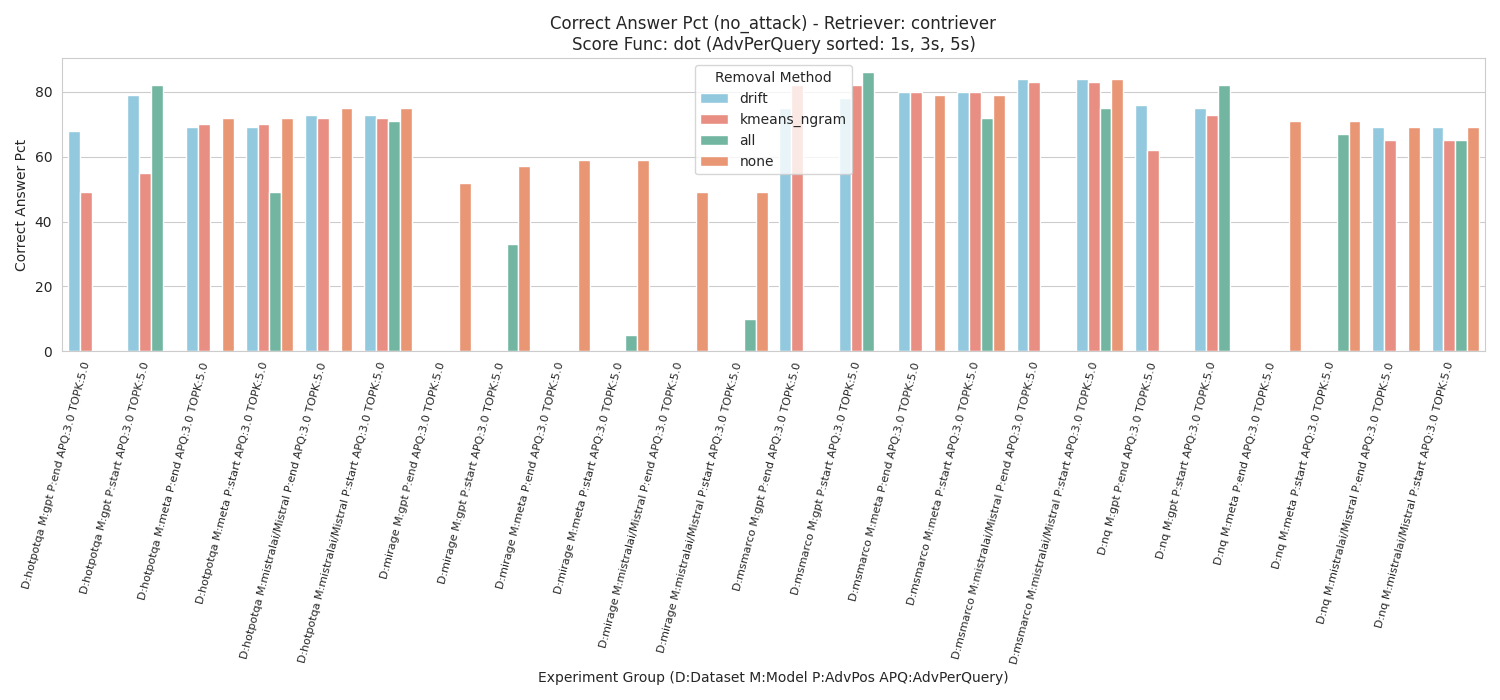 Correct Answer Pct (no_attack) - Retriever: contriever
Score Func: dot (AdvPerQuery sorted: 1s, 3s, 5s)
Removal Method
drift
kmeans_ngram
all
none
Correct Answer Pct
80
60
40
20
0
D:hotpotqa M:gpt P:end APQ:3.0 TOPK:5.0
D:hotpotqa M:gpt P:start APQ:3.0 TOPK:5.0
D:hotpotqa M:meta P:end APQ:3.0 TOPK:5.0
D:hotpotqa M:meta P:start APQ:3.0 TOPK:5.0
D:hotpotqa M:mistralai/Mistral P:end APQ:3.0 TOPK:5.0
D:hotpotqa M:mistralai/Mistral P:start APQ:3.0 TOPK:5.0
D:mirage M:gpt P:end APQ:3.0 TOPK:5.0
D:mirage M:gpt P:start APQ:3.0 TOPK:5.0
D:mirage M:meta P:end APQ:3.0 TOPK:5.0
D:mirage M:meta P:start APQ:3.0 TOPK:5.0
D:mirage M:mistralai/Mistral P:end APQ:3.0 TOPK:5.0
D:mirage M:mistralai/Mistral P:start APQ:3.0 TOPK:5.0
D:msmarco M:gpt P:end APQ:3.0 TOPK:5.0
D:msmarco M:gpt P:start APQ:3.0 TOPK:5.0
D:msmarco M:meta P:end APQ:3.0 TOPK:5.0
D:msmarco M:meta P:start APQ:3.0 TOPK:5.0
D:msmarco M:mistralai/Mistral P:end APQ:3.0 TOPK:5.0
D:msmarco M:mistralai/Mistral P:start APQ:3.0 TOPK:5.0
D:nq M:gpt P:end APQ:3.0 TOPK:5.0
D:nq M:gpt P:start APQ:3.0 TOPK:5.0
D:nq M:meta P:end APQ:3.0 TOPK:5.0
D:nq M:meta P:start APQ:3.0 TOPK:5.0
D:nq M:mistralai/Mistral P:end APQ:3.0 TOPK:5.0
D:nq M:mistralai/Mistral P:start APQ:3.0 TOPK:5.0
Experiment Group (D:Dataset M:Model P:AdvPos APQ:AdvPerQuery)